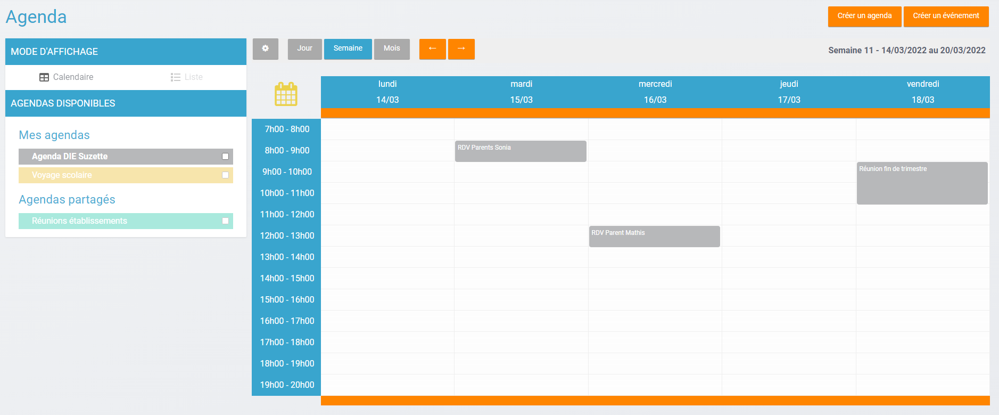 Agenda
Créer un agenda
Créer un événement
MODE D'AFFICHAGE
Calendaire
Liste
AGENDAS DISPONIBLES
Mes agendas
Agenda DIE Suzette
Voyage scolaire
Agendas partagés
Réunions établissements
Jour
Semaine
Mois
←
→
Semaine 11 - 14/03/2022 au 20/03/2022
lundi
14/03
mardi
15/03
mercredi
16/03
jeudi
17/03
vendredi
18/03
7h00 - 8h00
8h00 - 9h00
RDV Parents Sonia
9h00 - 10h00
Réunion fin de trimestre
10h00 - 11h00
11h00 - 12h00
12h00 - 13h00
RDV Parent Mathis
13h00 - 14h00
14h00 - 15h00
15h00 - 16h00
16h00 - 17h00
17h00 - 18h00
18h00 - 19h00
19h00 - 20h00